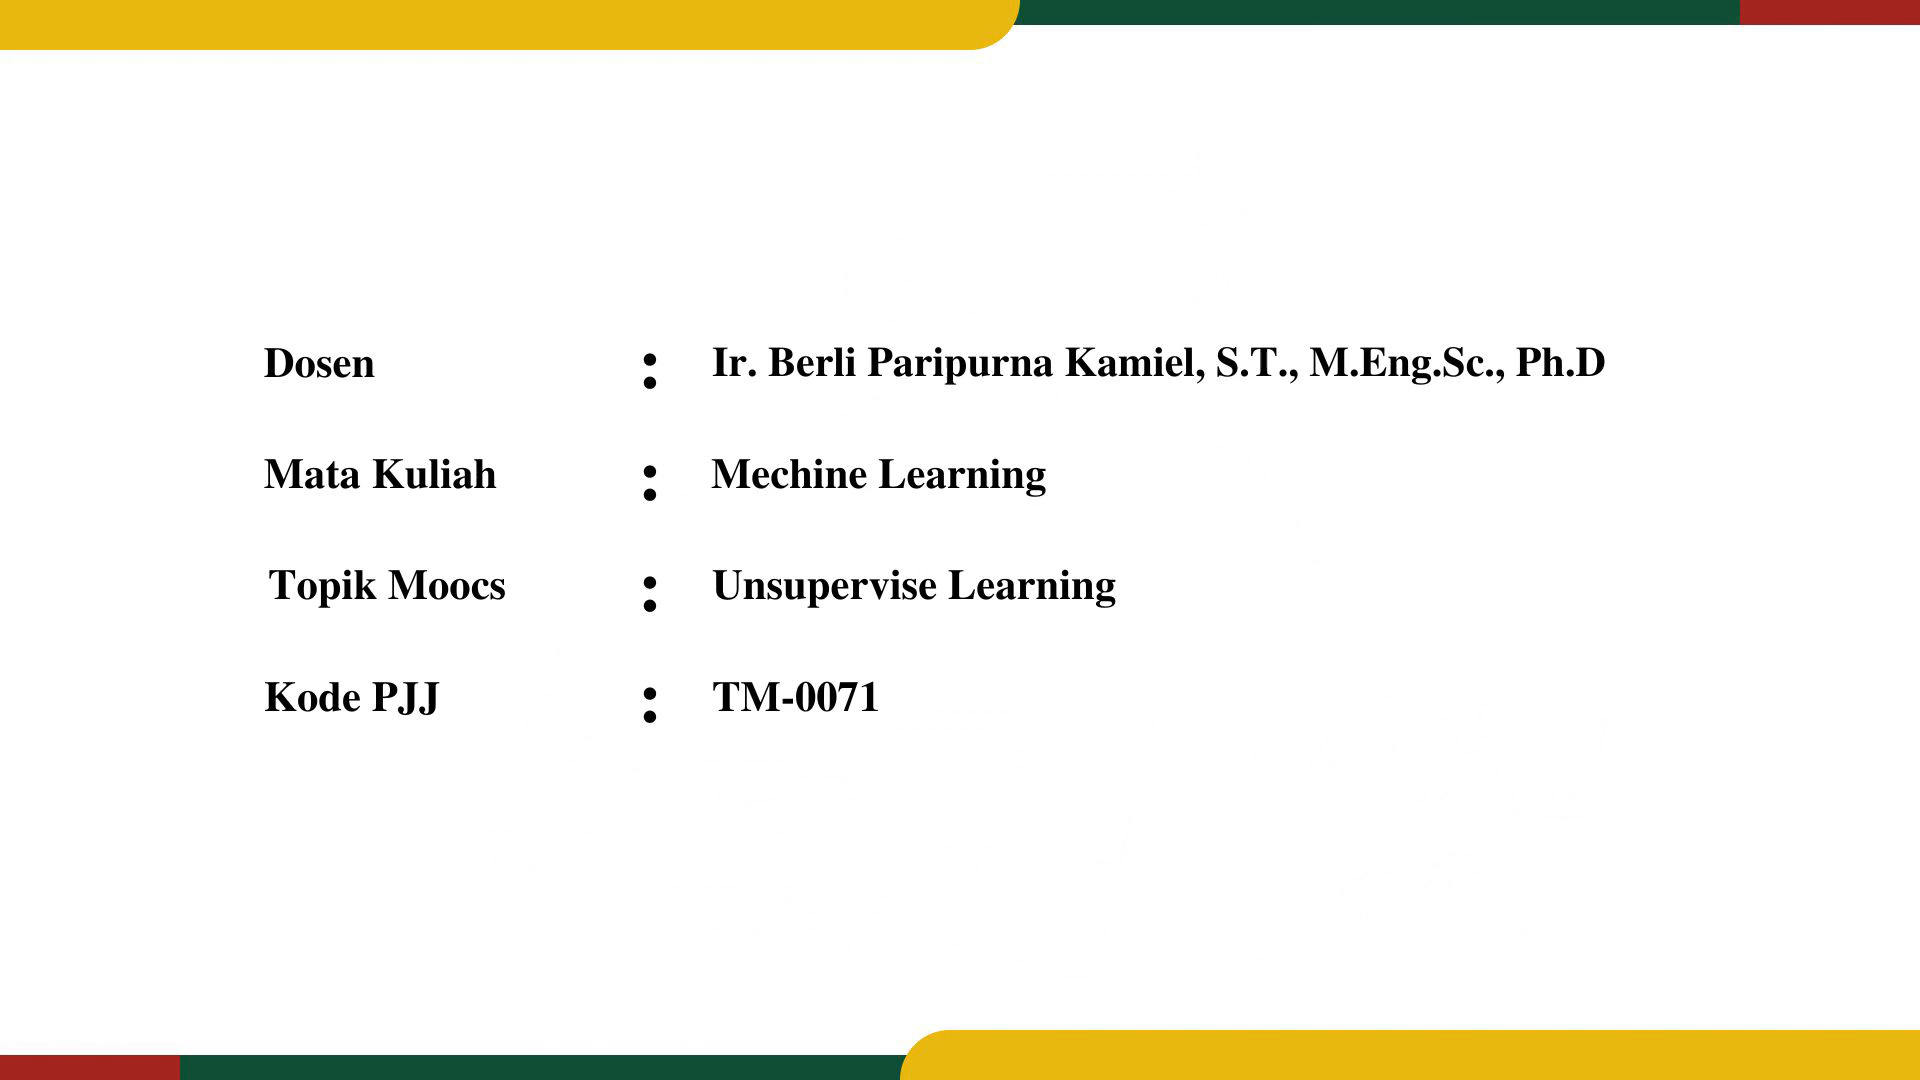 Dosen : Ir. Berli Paripurna Kamiel, S.T., M.Eng.Sc., Ph.D
Mata Kuliah : Mechine Learning
Topik Moocs : Unsupervise Learning
Kode PJJ : TM-0071